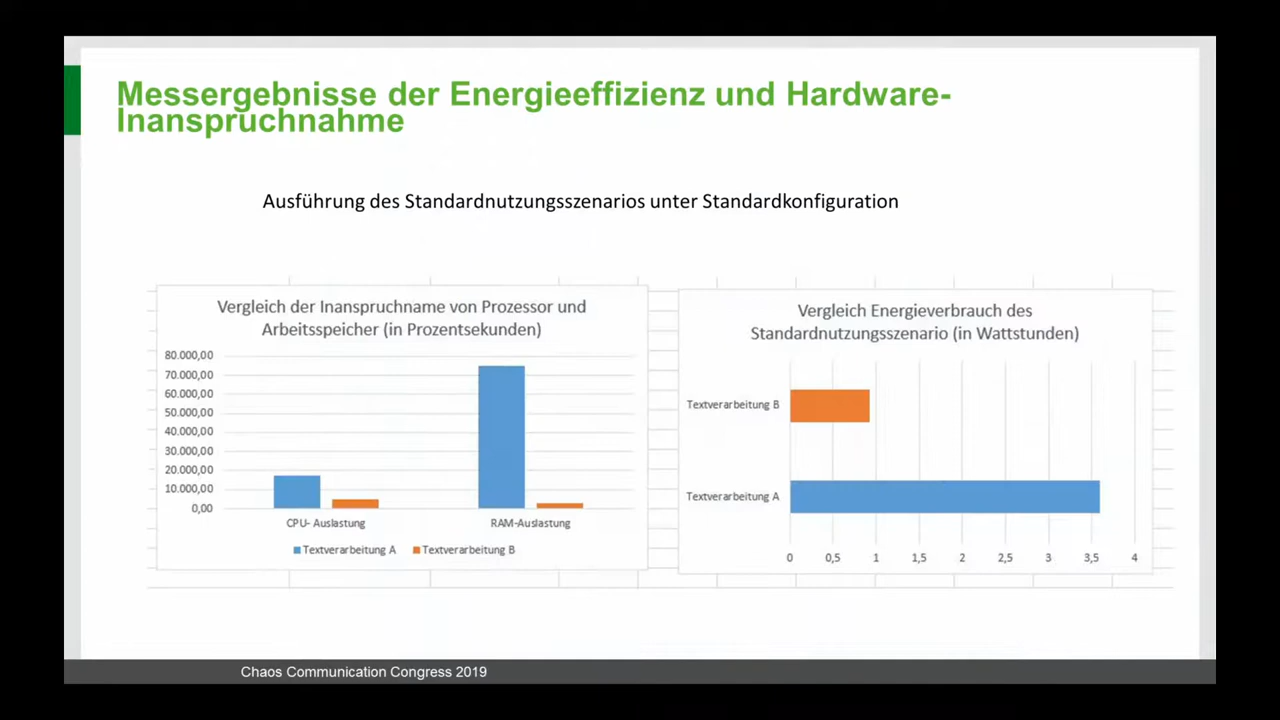 Messergebnisse der Energieeffizienz und Hardware-
Inanspruchnahme
Ausführung des Standardnutzungsszenarios unter Standardkonfiguration
Vergleich der Inanspruchname von Prozessor und
Arbeitsspeicher (in Prozentsekunden)
80.000,00
70.000,00
60.000,00
50.000,00
40.000,00
30.000,00
20.000,00
10.000,00
0,00
CPU- Auslastung
RAM-Auslastung
Textverarbeitung A
Textverarbeitung B
Vergleich Energieverbrauch des
Standardnutzungsszenario (in Wattstunden)
Textverarbeitung B
Textverarbeitung A
0 0,5 1 1,5 2 2,5 3 3,5 4
Chaos Communication Congress 2019